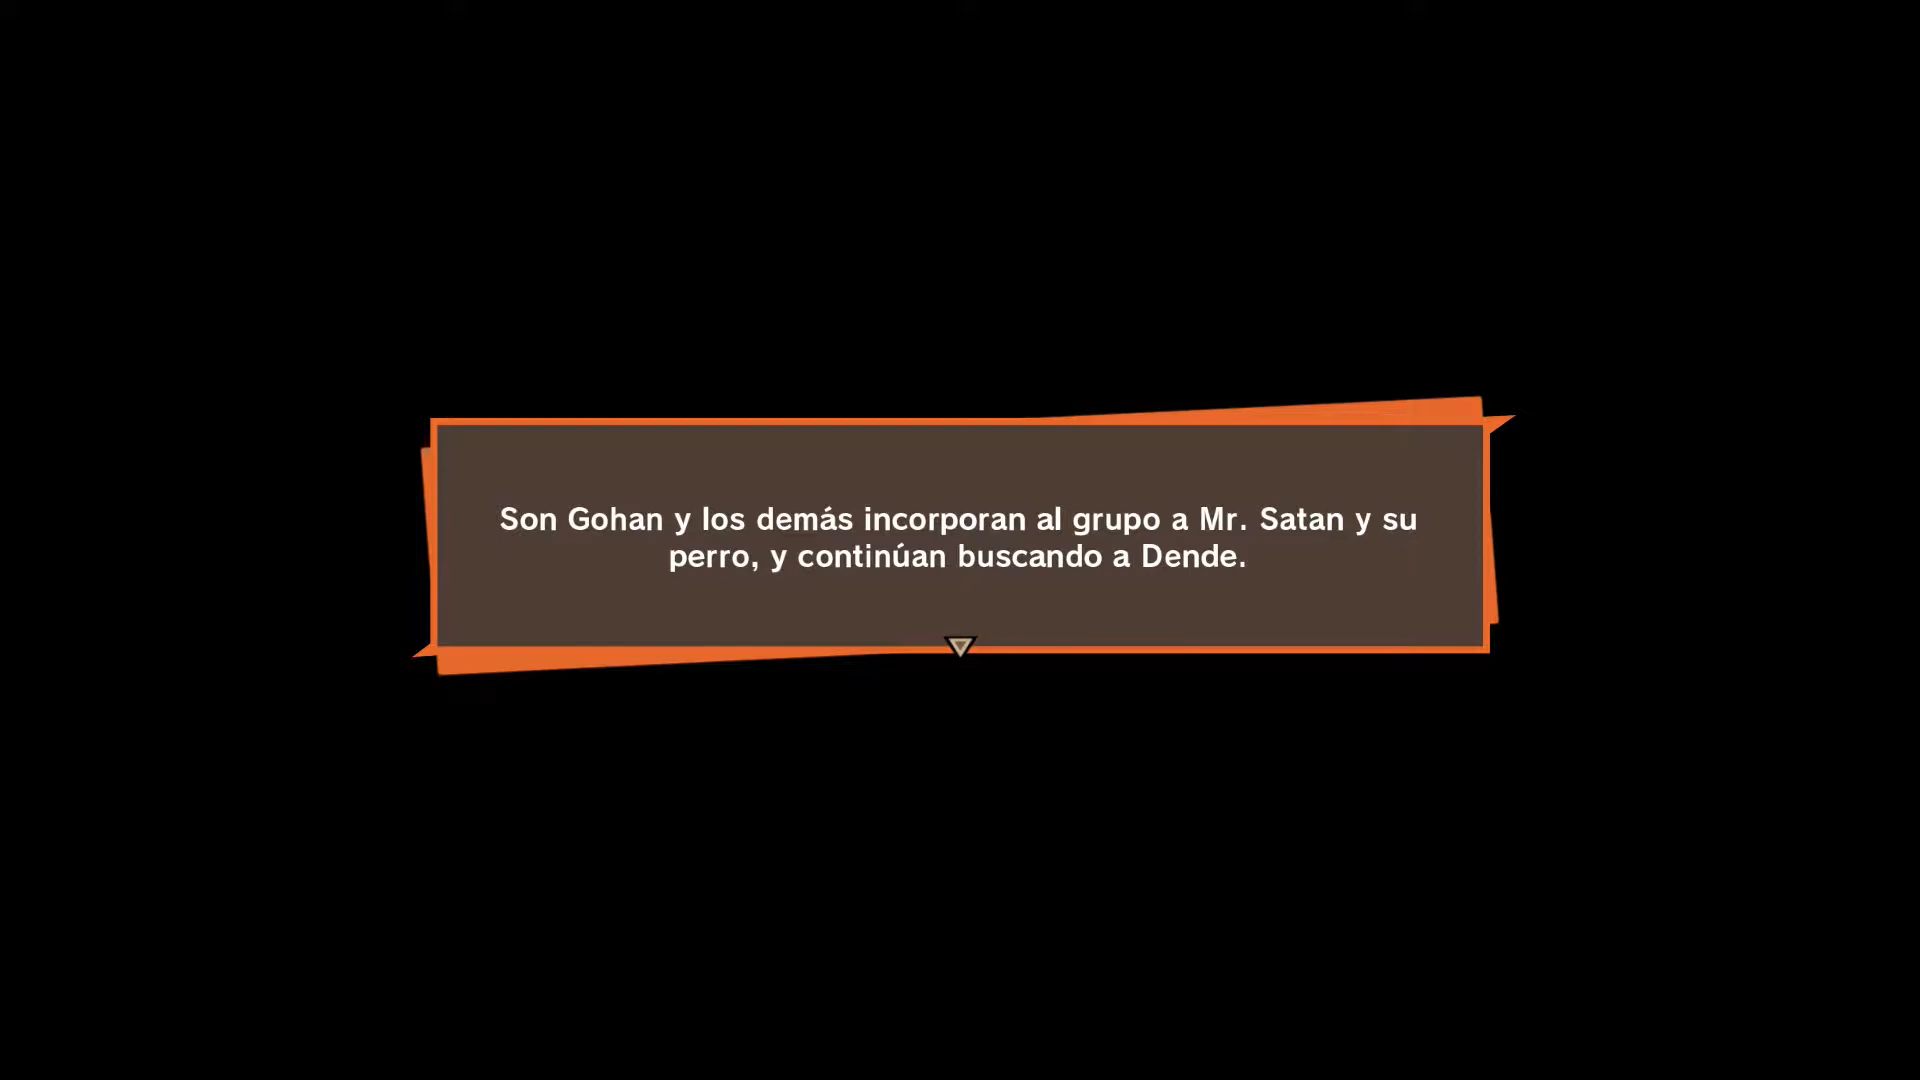 Son Gohan y los demás incorporan al grupo a Mr. Satan y su
perro, y continúan buscando a Dende.